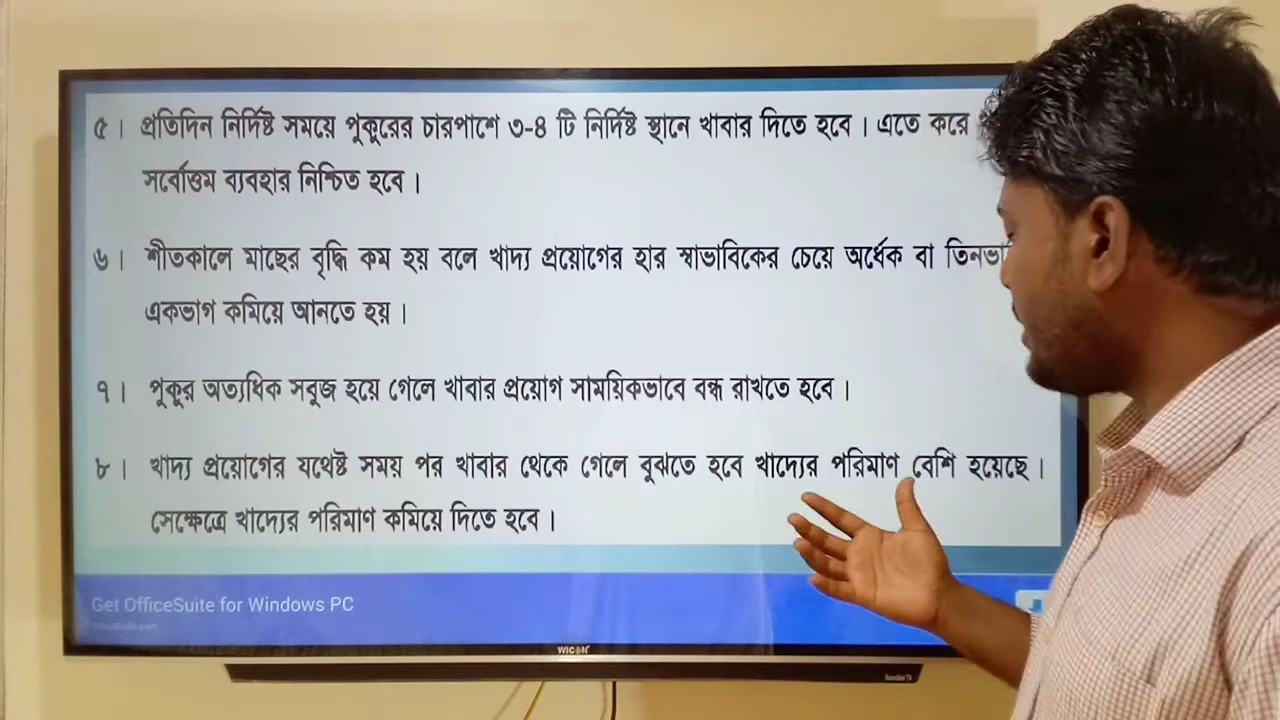 ৫। প্রতিদিন নির্দিষ্ট সময়ে পুকুরের চারপাশে ৩-৪ টি নির্দিষ্ট স্থানে খাবার দিতে হবে। এতে করে
সর্বোত্তম ব্যবহার নিশ্চিত হবে।
৬। শীতকালে মাছের বৃদ্ধি কম হয় বলে খাদ্য প্রয়োগের হার স্বাভাবিকের চেয়ে অর্ধেক বা
একভাগ কমিয়ে আনতে হয়।
৭। পুকুর অত্যধিক সবুজ হয়ে গেলে খাবার প্রয়োগ সাময়িকভাবে বন্ধ রাখতে হবে।
৮। খাদ্য প্রয়োগের যথেষ্ট সময় পর খাবার থেকে গেলে বুঝতে হবে খাদ্যের পরিমাণ বেশি হয়েছে।
সেক্ষেত্রে খাদ্যের পরিমাণ কমিয়ে দিতে হবে।
Get OfficeSuite for Windows PC
WICON